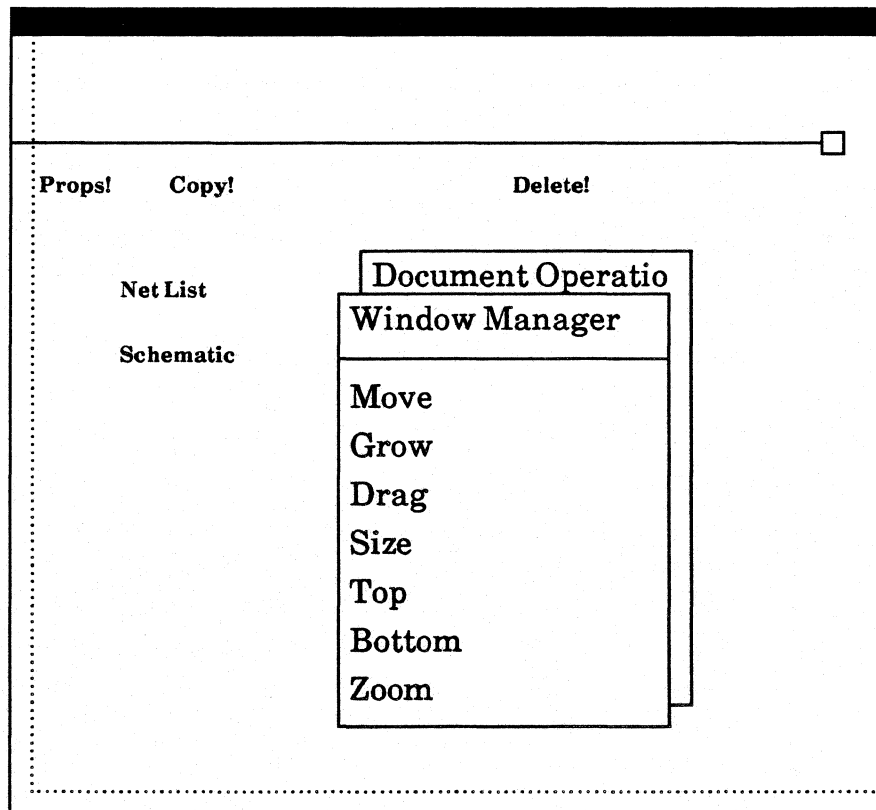 Props! Copy! Delete!
Net List
Schematic
Document Operatio
Window Manager
Move
Grow
Drag
Size
Top
Bottom
Zoom